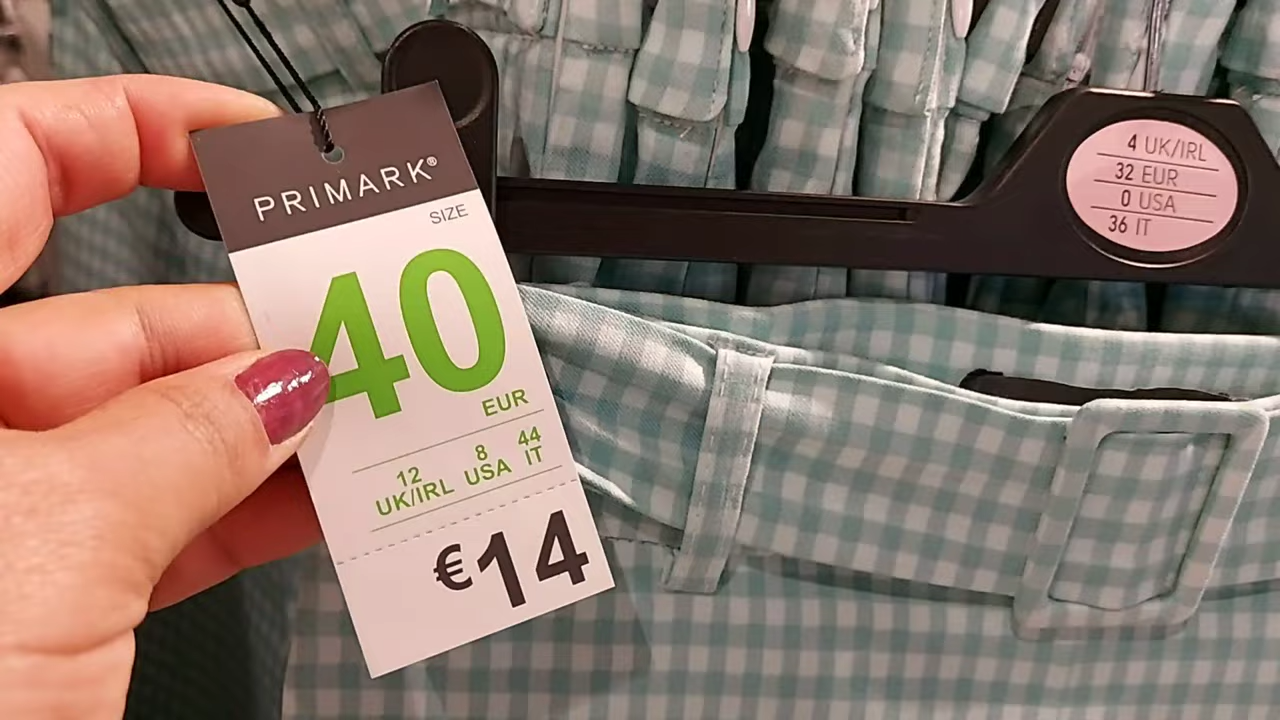 PRIMARK®
SIZE
40
EUR
12 8 44
UK/IRL USA IT
€14
4 UK/IRL
32 EUR
0 USA
36 IT